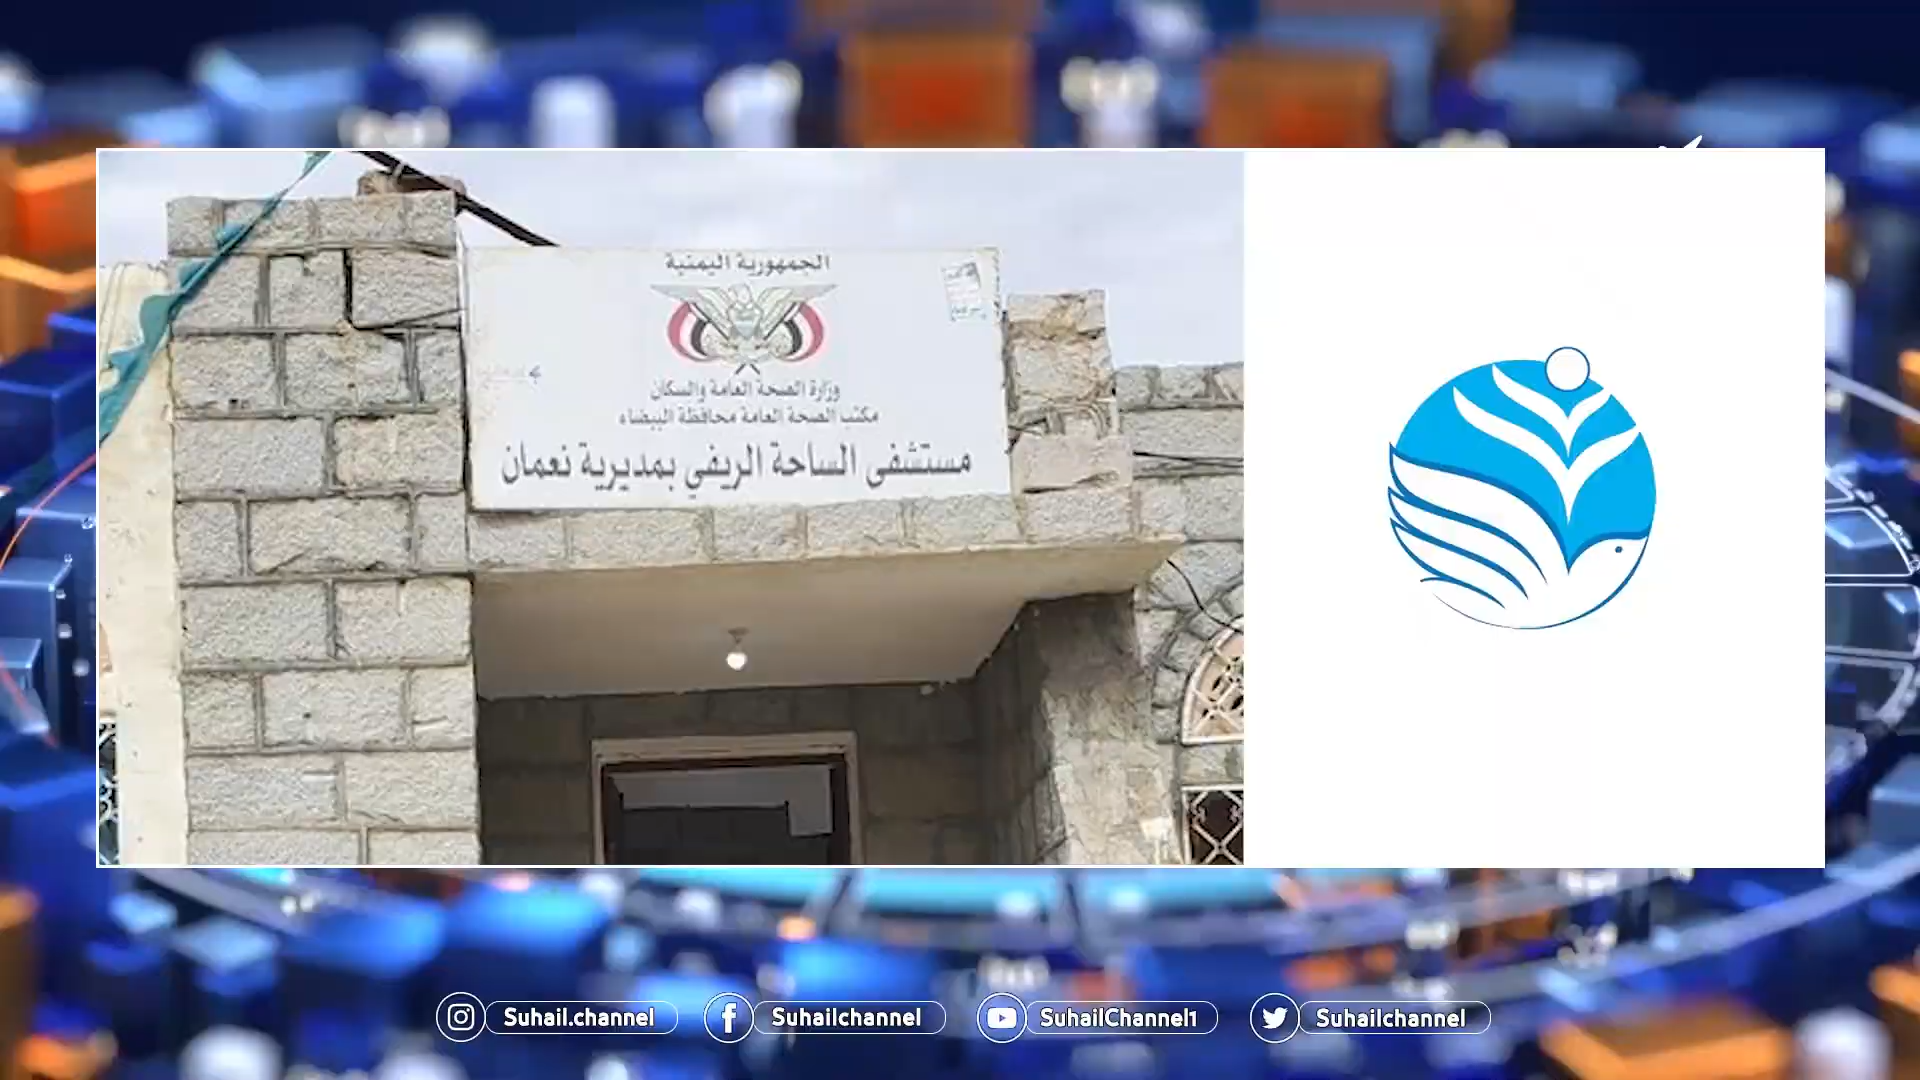 الجمهورية اليمنية
وزارة الصحة العامة والسكان
مكتب الصحة العامة محافظة البيضاء
مستشفى الساحة الريفي بمديرية نعمان
Suhail.channel
Suhailchannel
SuhailChannel1
Suhailchannel